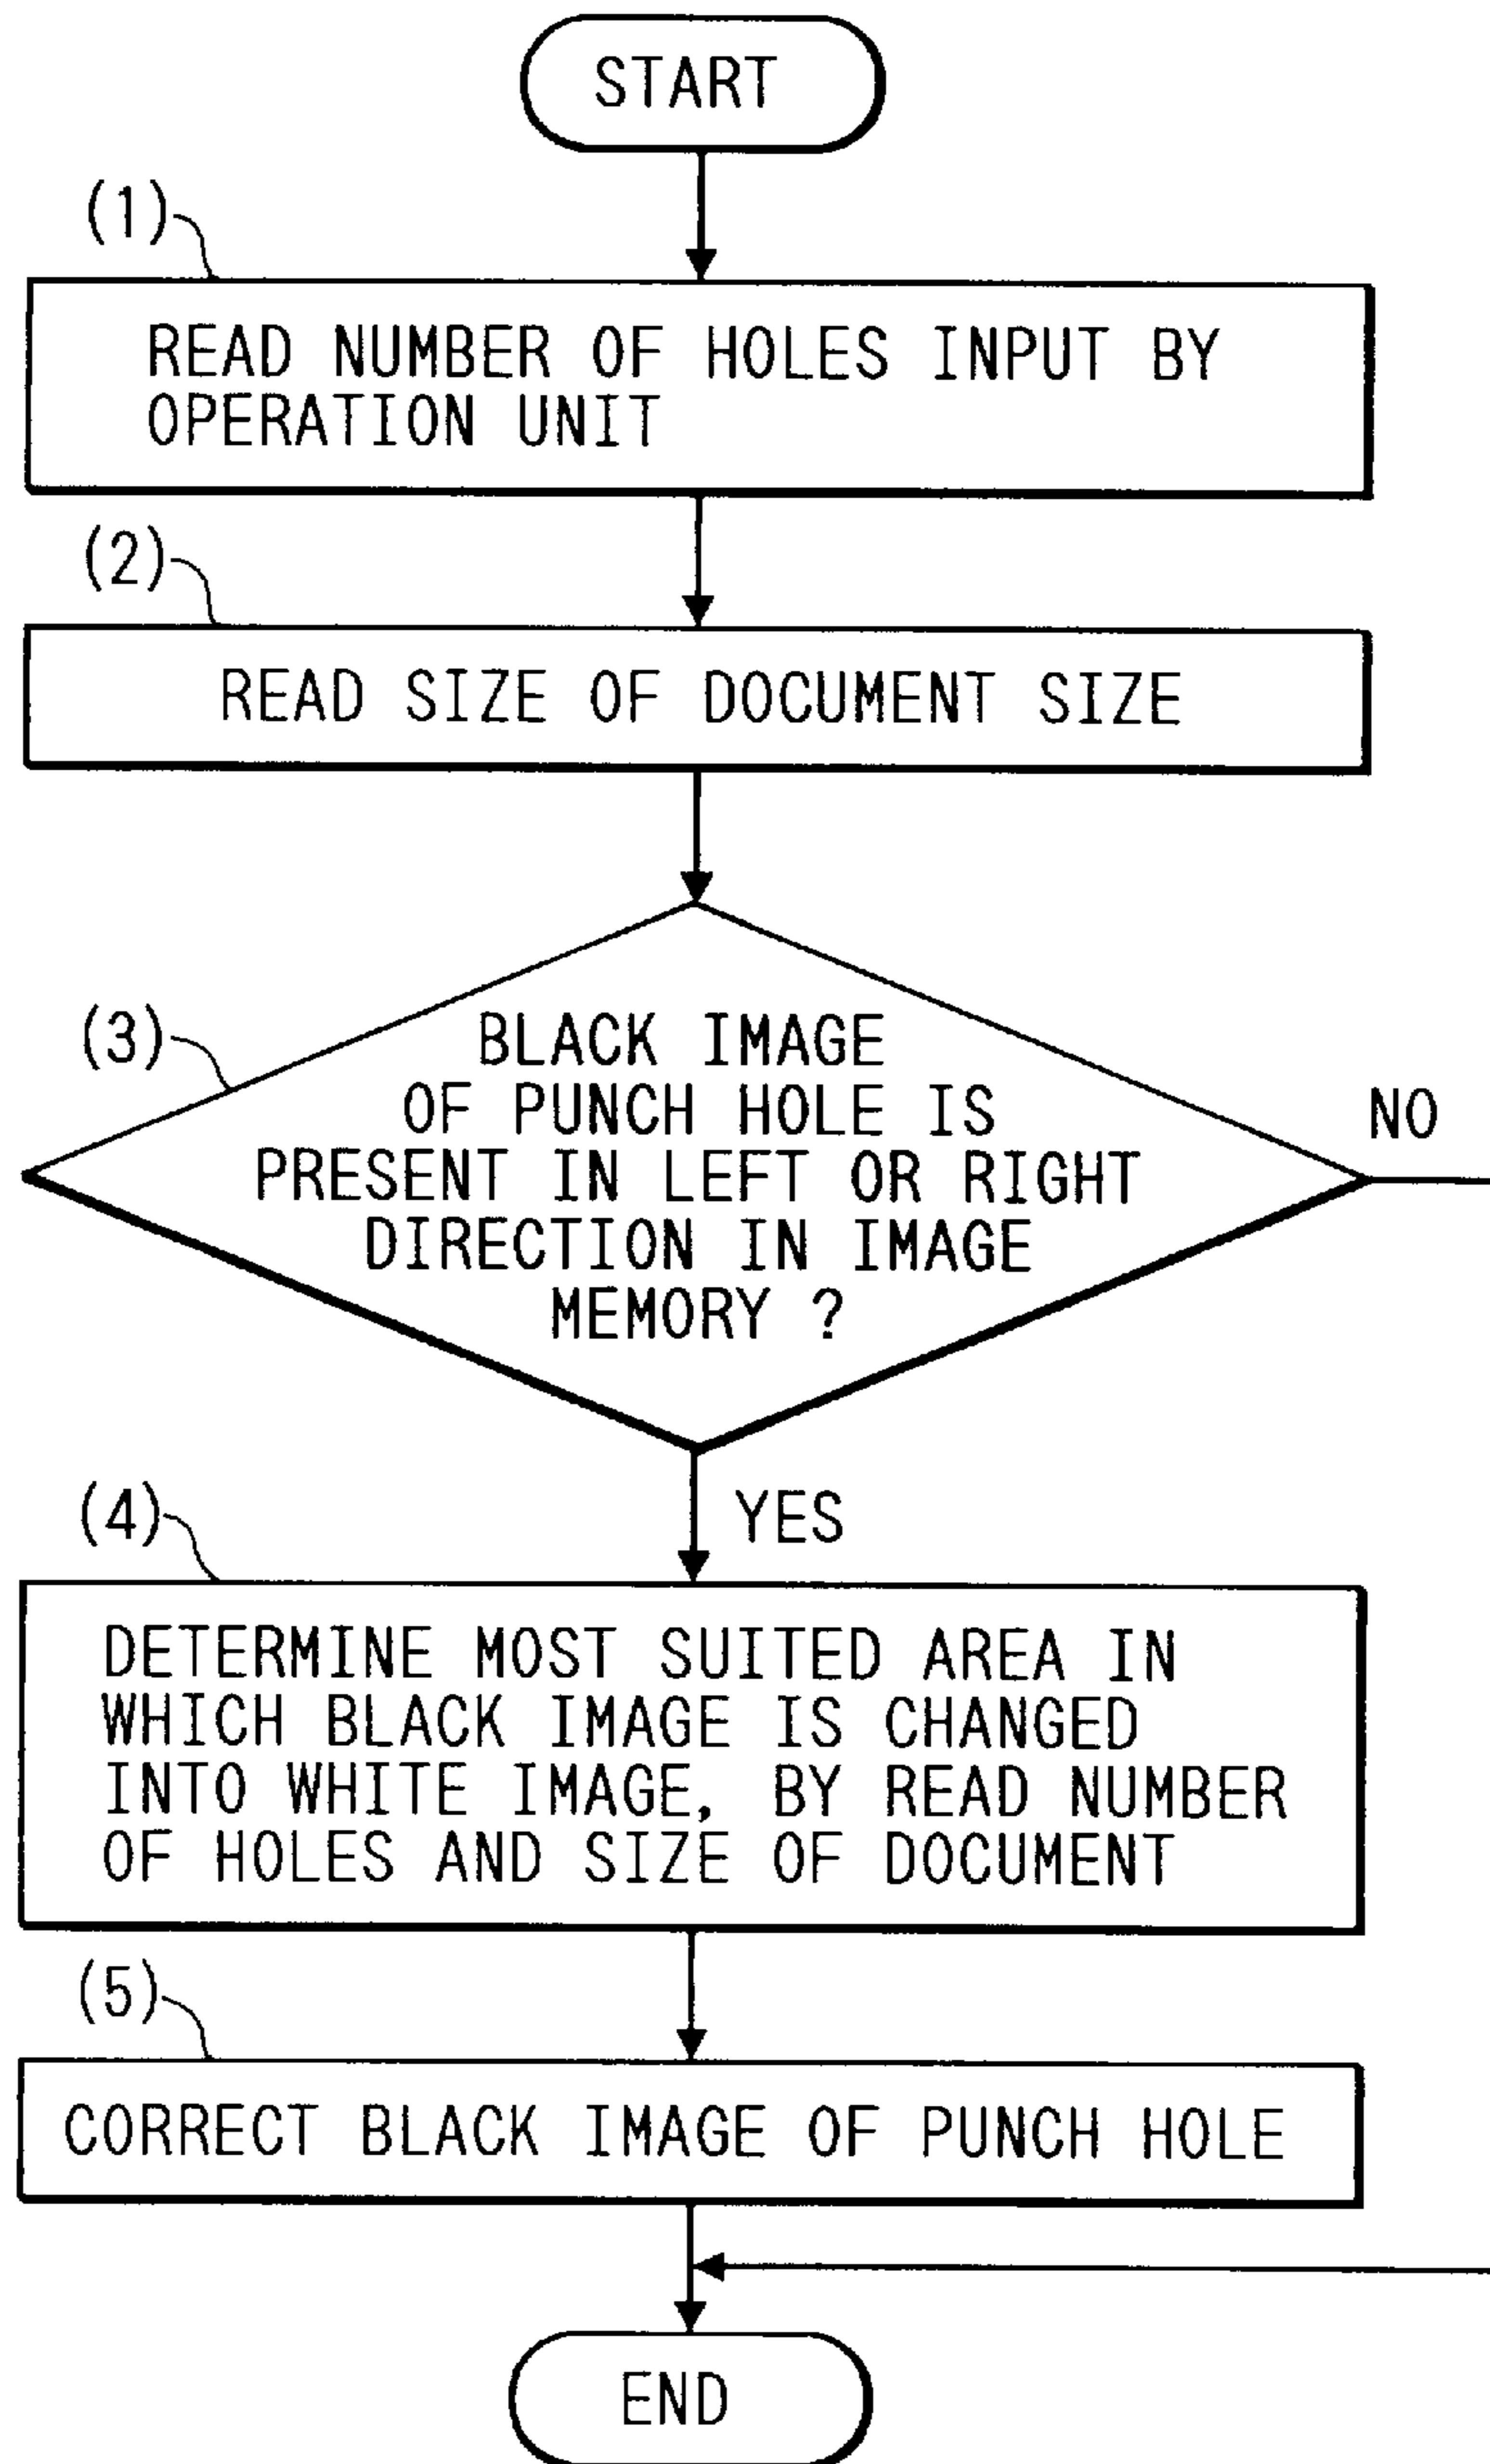 START
(1)
READ NUMBER OF HOLES INPUT BY
OPERATION UNIT
(2)
READ SIZE OF DOCUMENT SIZE
(3)
BLACK IMAGE
OF PUNCH HOLE IS
PRESENT IN LEFT OR RIGHT
DIRECTION IN IMAGE
MEMORY ?
NO
YES
(4)
DETERMINE MOST SUITED AREA IN
WHICH BLACK IMAGE IS CHANGED
INTO WHITE IMAGE, BY READ NUMBER
OF HOLES AND SIZE OF DOCUMENT
(5)
CORRECT BLACK IMAGE OF PUNCH HOLE
END